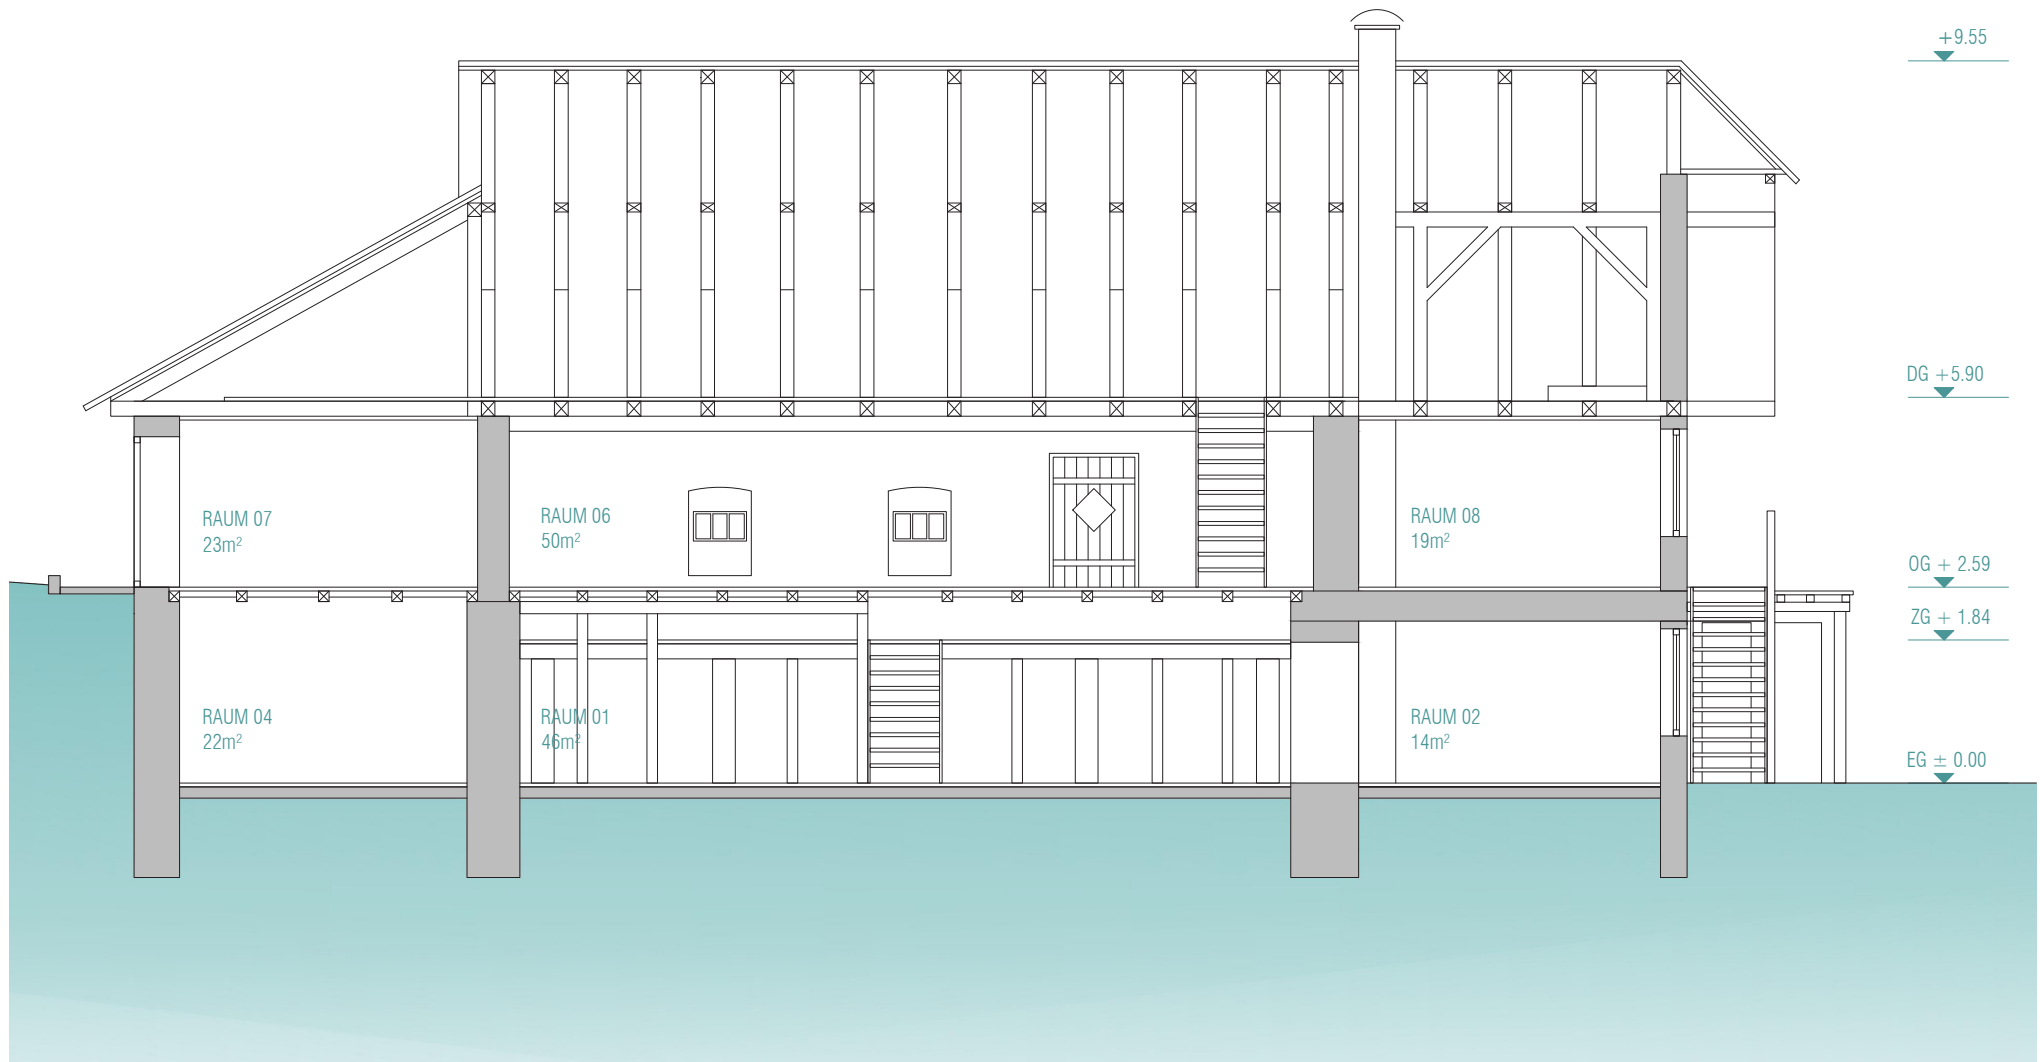 +9.55
DG +5.90
RAUM 07
23m²
RAUM 06
50m²
RAUM 08
19m²
OG + 2.59
ZG + 1.84
RAUM 04
22m²
RAUM 01
46m²
RAUM 02
14m²
EG ± 0.00